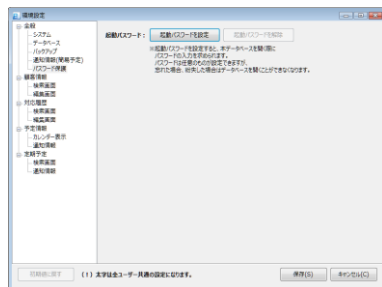 環境設定
全般
システム
データベース
バックアップ
通知情報(簡易予定)
パスワード保護
顧客情報
検索画面
編集画面
対応履歴
検索画面
編集画面
予定情報
カレンダー表示
通知情報
定期予定
検索画面
通知情報
起動パスワード： 起動パスワードを設定 起動パスワードを解除
※起動パスワードを設定すると、本データベースを開く際に
パスワードの入力を求められます。
パスワードは任意のものが設定できますが、
忘れた場合、紛失した場合はデータベースを開くことができなくなります。
初期値に戻す (！) 太字は全ユーザー共通の設定になります。 保存(S) キャンセル(C)